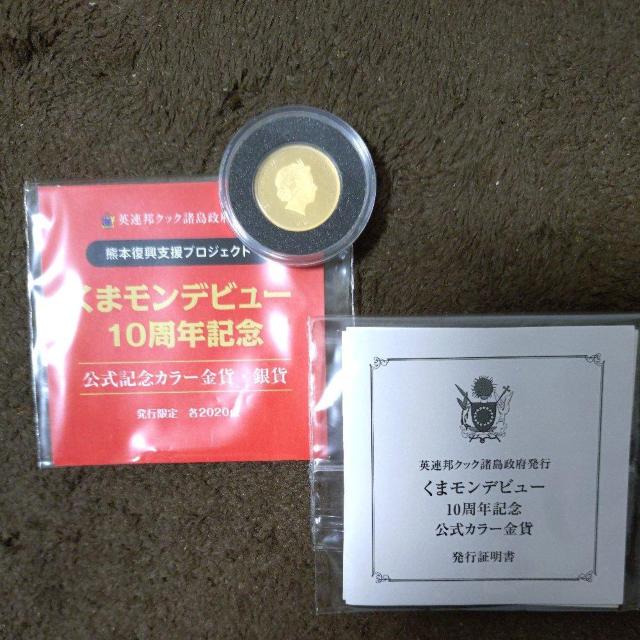 英連邦クック諸島政府
熊本復興支援プロジェクト
くまモンデビュー
10周年記念
公式記念カラー金貨・銀貨
発行限定 各2020
英連邦クック諸島政府発行
くまモンデビュー
10周年記念
公式カラー金貨
発行証明書